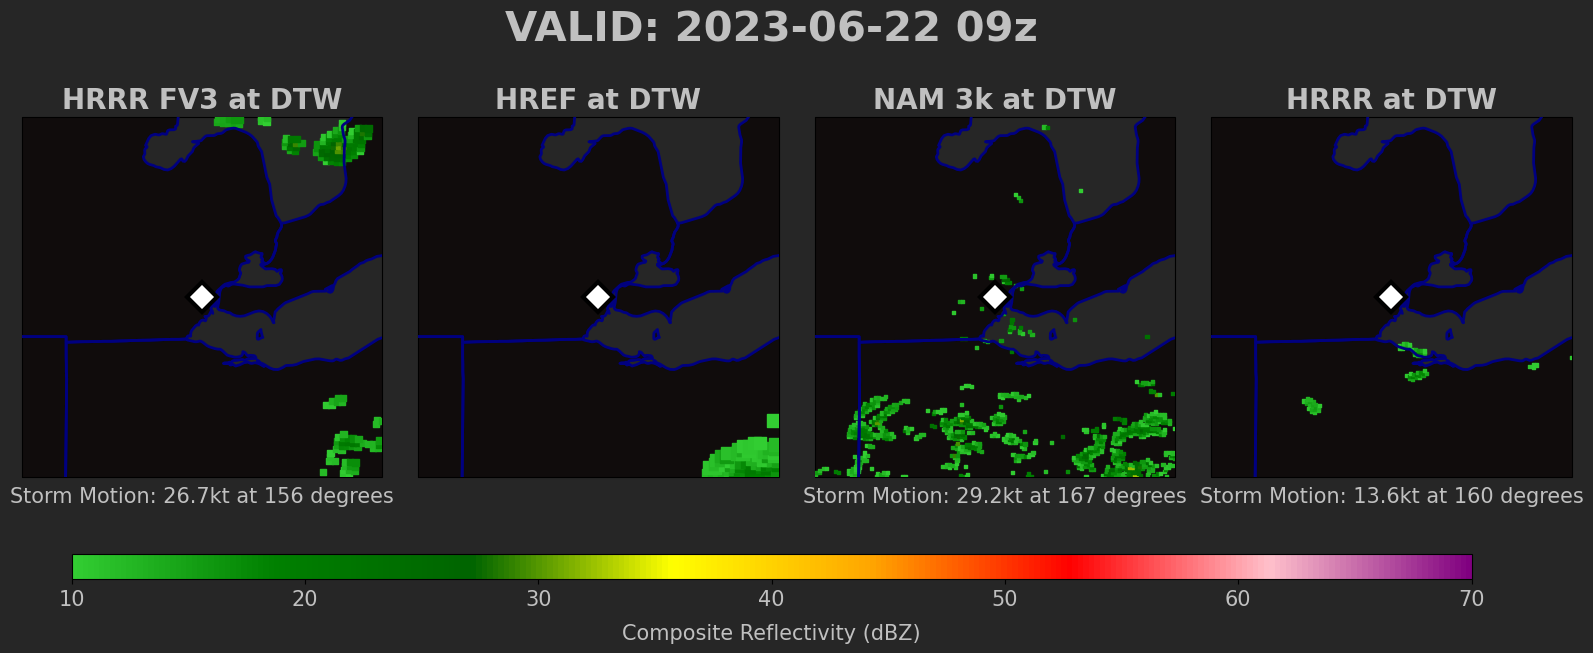 VALID: 2023-06-22 09z
HRRR FV3 at DTW
HREF at DTW
NAM 3k at DTW
HRRR at DTW
Storm Motion: 26.7kt at 156 degrees
Storm Motion: 29.2kt at 167 degrees
Storm Motion: 13.6kt at 160 degrees
10 20 30 40 50 60 70
Composite Reflectivity (dBZ)